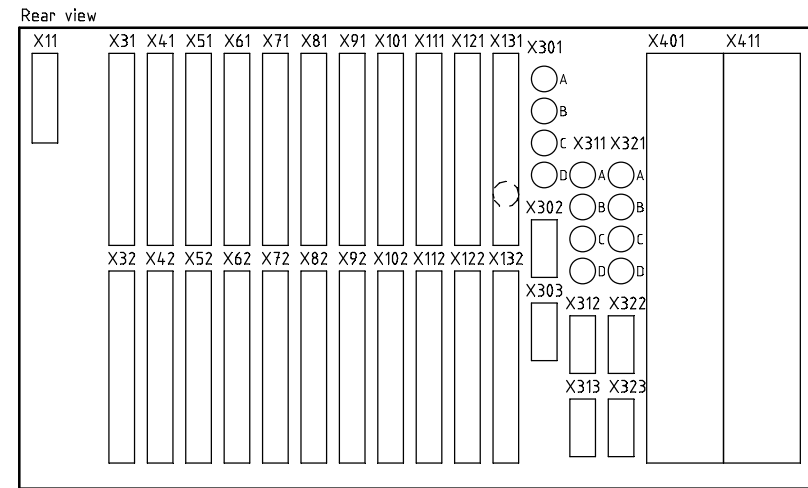 Rear view
X11 X31 X41 X51 X61 X71 X81 X91 X101 X111 X121 X131 X301 X401 X411
A
B
C X311 X321
D A A
X302 B B
C C
X32 X42 X52 X62 X72 X82 X92 X102 X112 X122 X132
D D
X303 X312 X322
X313 X323